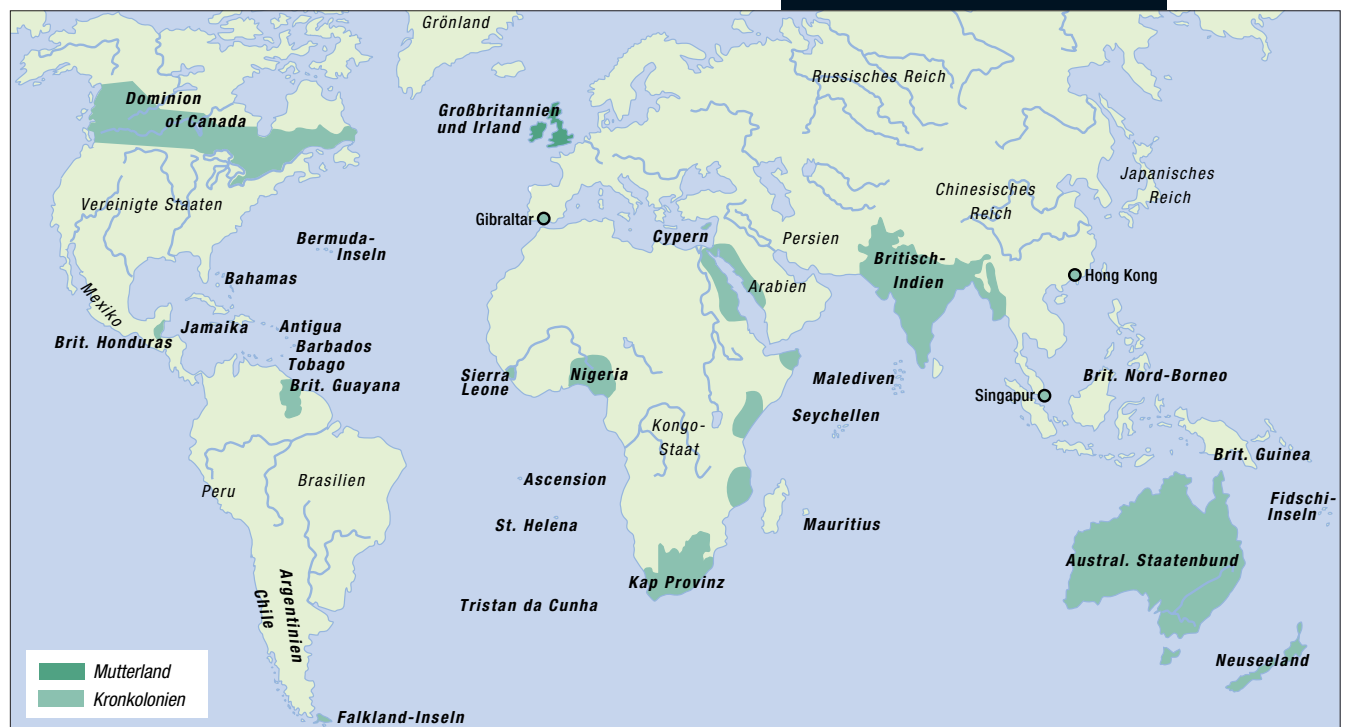 Grönland
Russisches Reich
Dominion
of Canada
Großbritannien
und Irland
Vereinigte Staaten
Gibraltar
Chinesisches
Reich
Japanisches
Reich
Bermuda-
Inseln
Cypern
Persien
Britisch-
Indien
Hong Kong
Bahamas
Arabien
Mexiko
Jamaika
Antigua
Brit. Honduras
Barbados
Tobago
Brit. Guayana
Sierra
Leone
Nigeria
Malediven
Brit. Nord-Borneo
Singapur
Seychellen
Kongo-
Staat
Brit. Guinea
Peru
Brasilien
Ascension
St. Helena
Mauritius
Fidschi-
Inseln
Austral. Staatenbund
Kap Provinz
Tristan da Cunha
Chile
Argentinien
Neuseeland
Mutterland
Kronkolonien
Falkland-Inseln